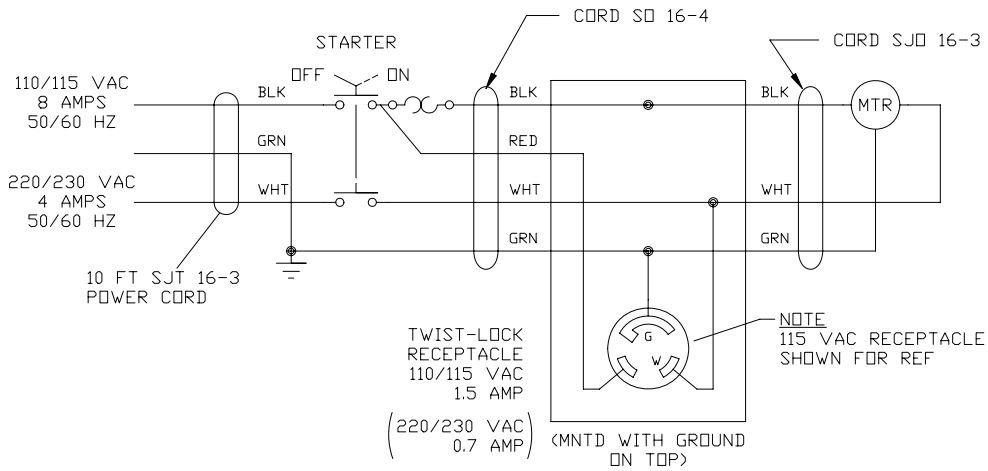 CORD SO 16-4
STARTER
CORD SJO 16-3
OFF
ON
110/115 VAC
8 AMPS
50/60 HZ
BLK
BLK
BLK
MTR
GRN
RED
220/230 VAC
4 AMPS
50/60 HZ
WHT
WHT
WHT
GRN
GRN
10 FT SJT 16-3
POWER CORD
TWIST-LOCK
RECEPTACLE
110/115 VAC
1.5 AMP
(220/230 VAC
0.7 AMP)
G
W
NOTE
115 VAC RECEPTACLE
SHOWN FOR REF
(MNTD WITH GROUND
ON TOP)